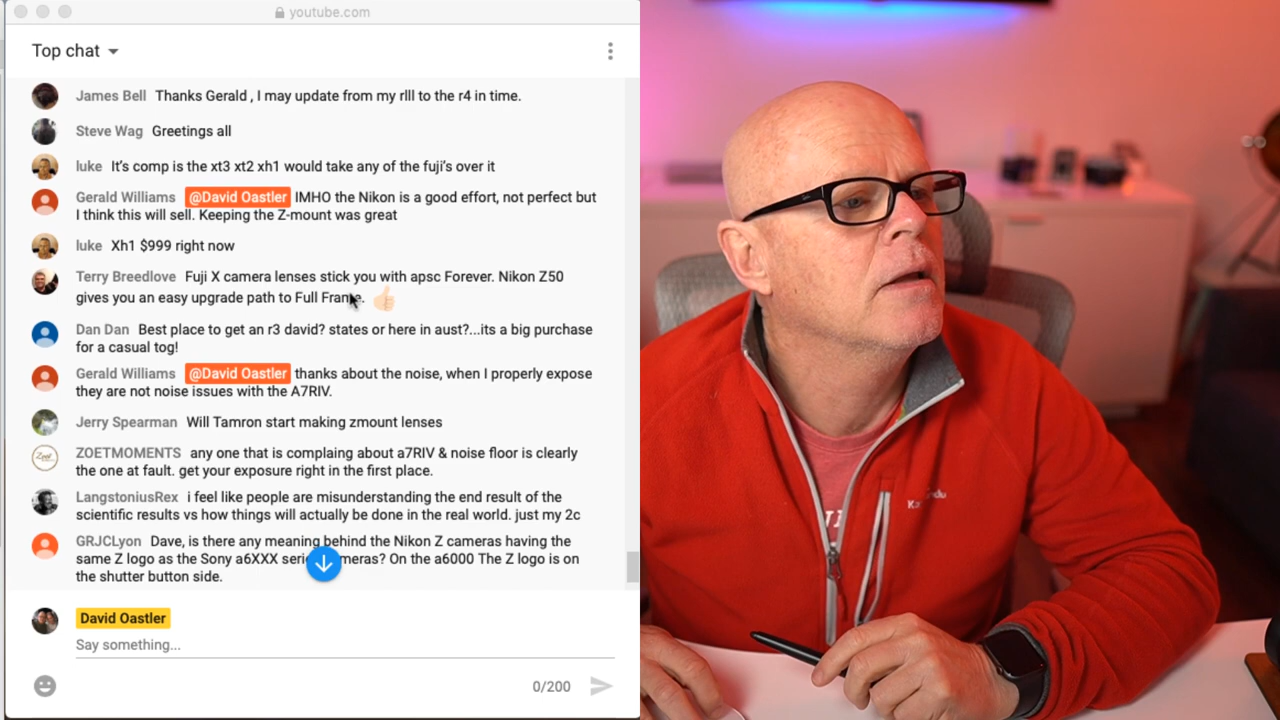 youtube.com
Top chat
James Bell Thanks Gerald , I may update from my rlll to the r4 in time.
Steve Wag Greetings all
luke It's comp is the xt3 xt2 xh1 would take any of the fuji's over it
Gerald Williams @David Oastler IMHO the Nikon is a good effort, not perfect but
I think this will sell. Keeping the Z-mount was great
luke Xh1 $999 right now
Terry Breedlove Fuji X camera lenses stick you with apsc Forever. Nikon Z50
gives you an easy upgrade path to Full Frame.
Dan Dan Best place to get an r3 david? states or here in aust?...its a big purchase
for a casual tog!
Gerald Williams @David Oastler thanks about the noise, when I properly expose
they are not noise issues with the A7RIV.
Jerry Spearman Will Tamron start making zmount lenses
ZOETMOMENTS any one that is complaing about a7RIV & noise floor is clearly
the one at fault. get your exposure right in the first place.
LangstoniusRex i feel like people are misunderstanding the end result of the
scientific results vs how things will actually be done in the real world. just my 2c
GRJCLyon Dave, is there any meaning behind the Nikon Z cameras having the
same Z logo as the Sony a6XXX series cameras? On the a6000 The Z logo is on
the shutter button side.
David Oastler
Say something...
0/200